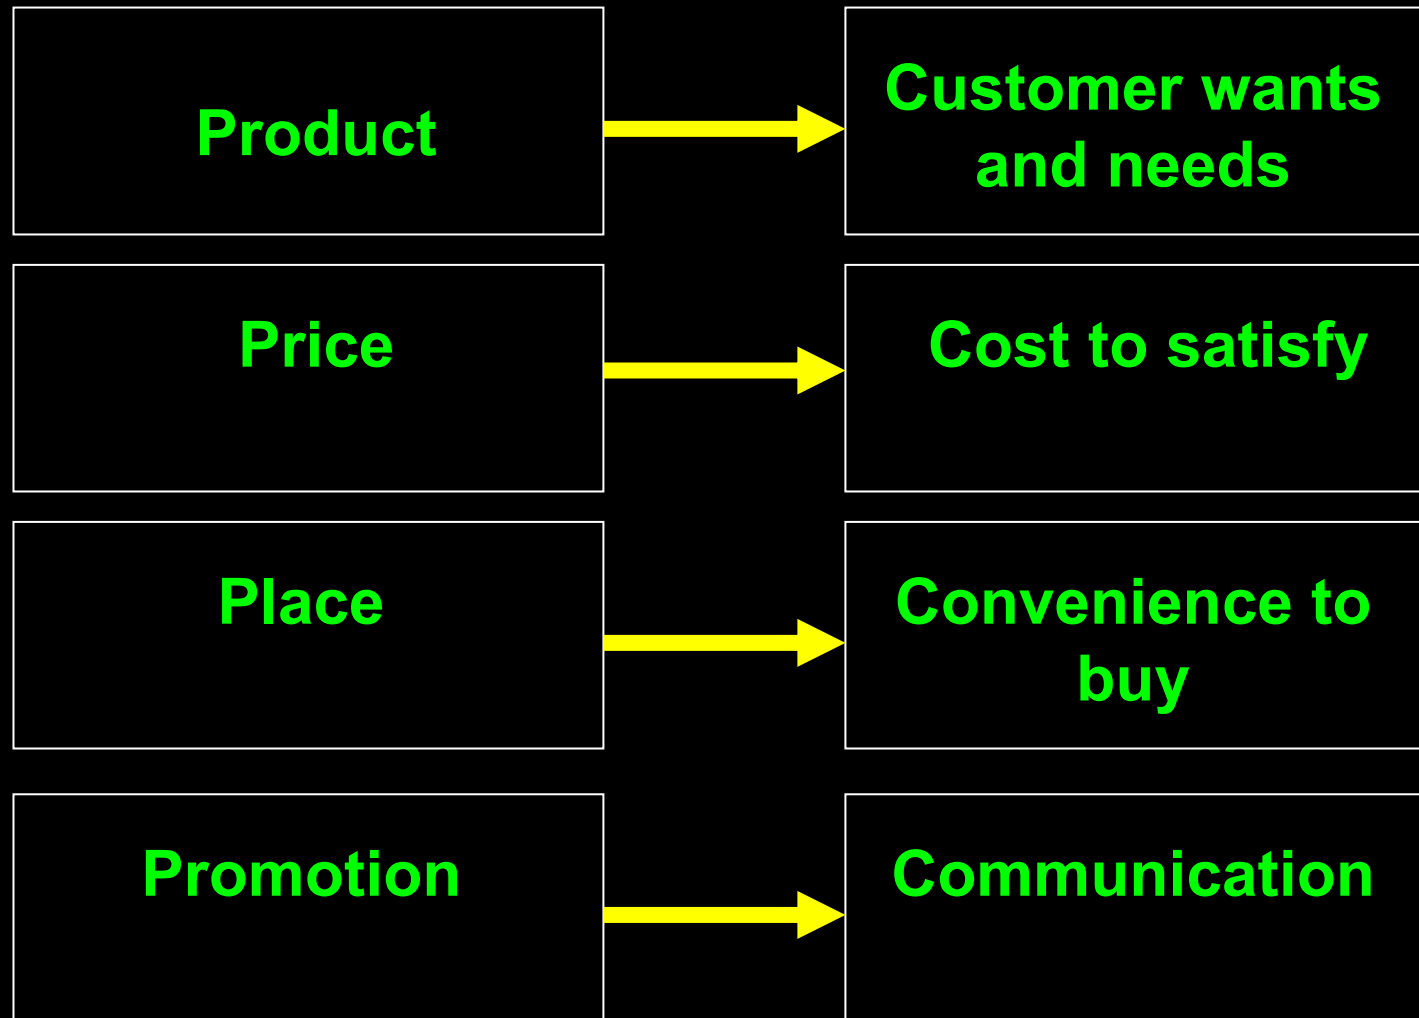 Product
Customer wants
and needs
Price
Cost to satisfy
Place
Convenience to
buy
Promotion
Communication